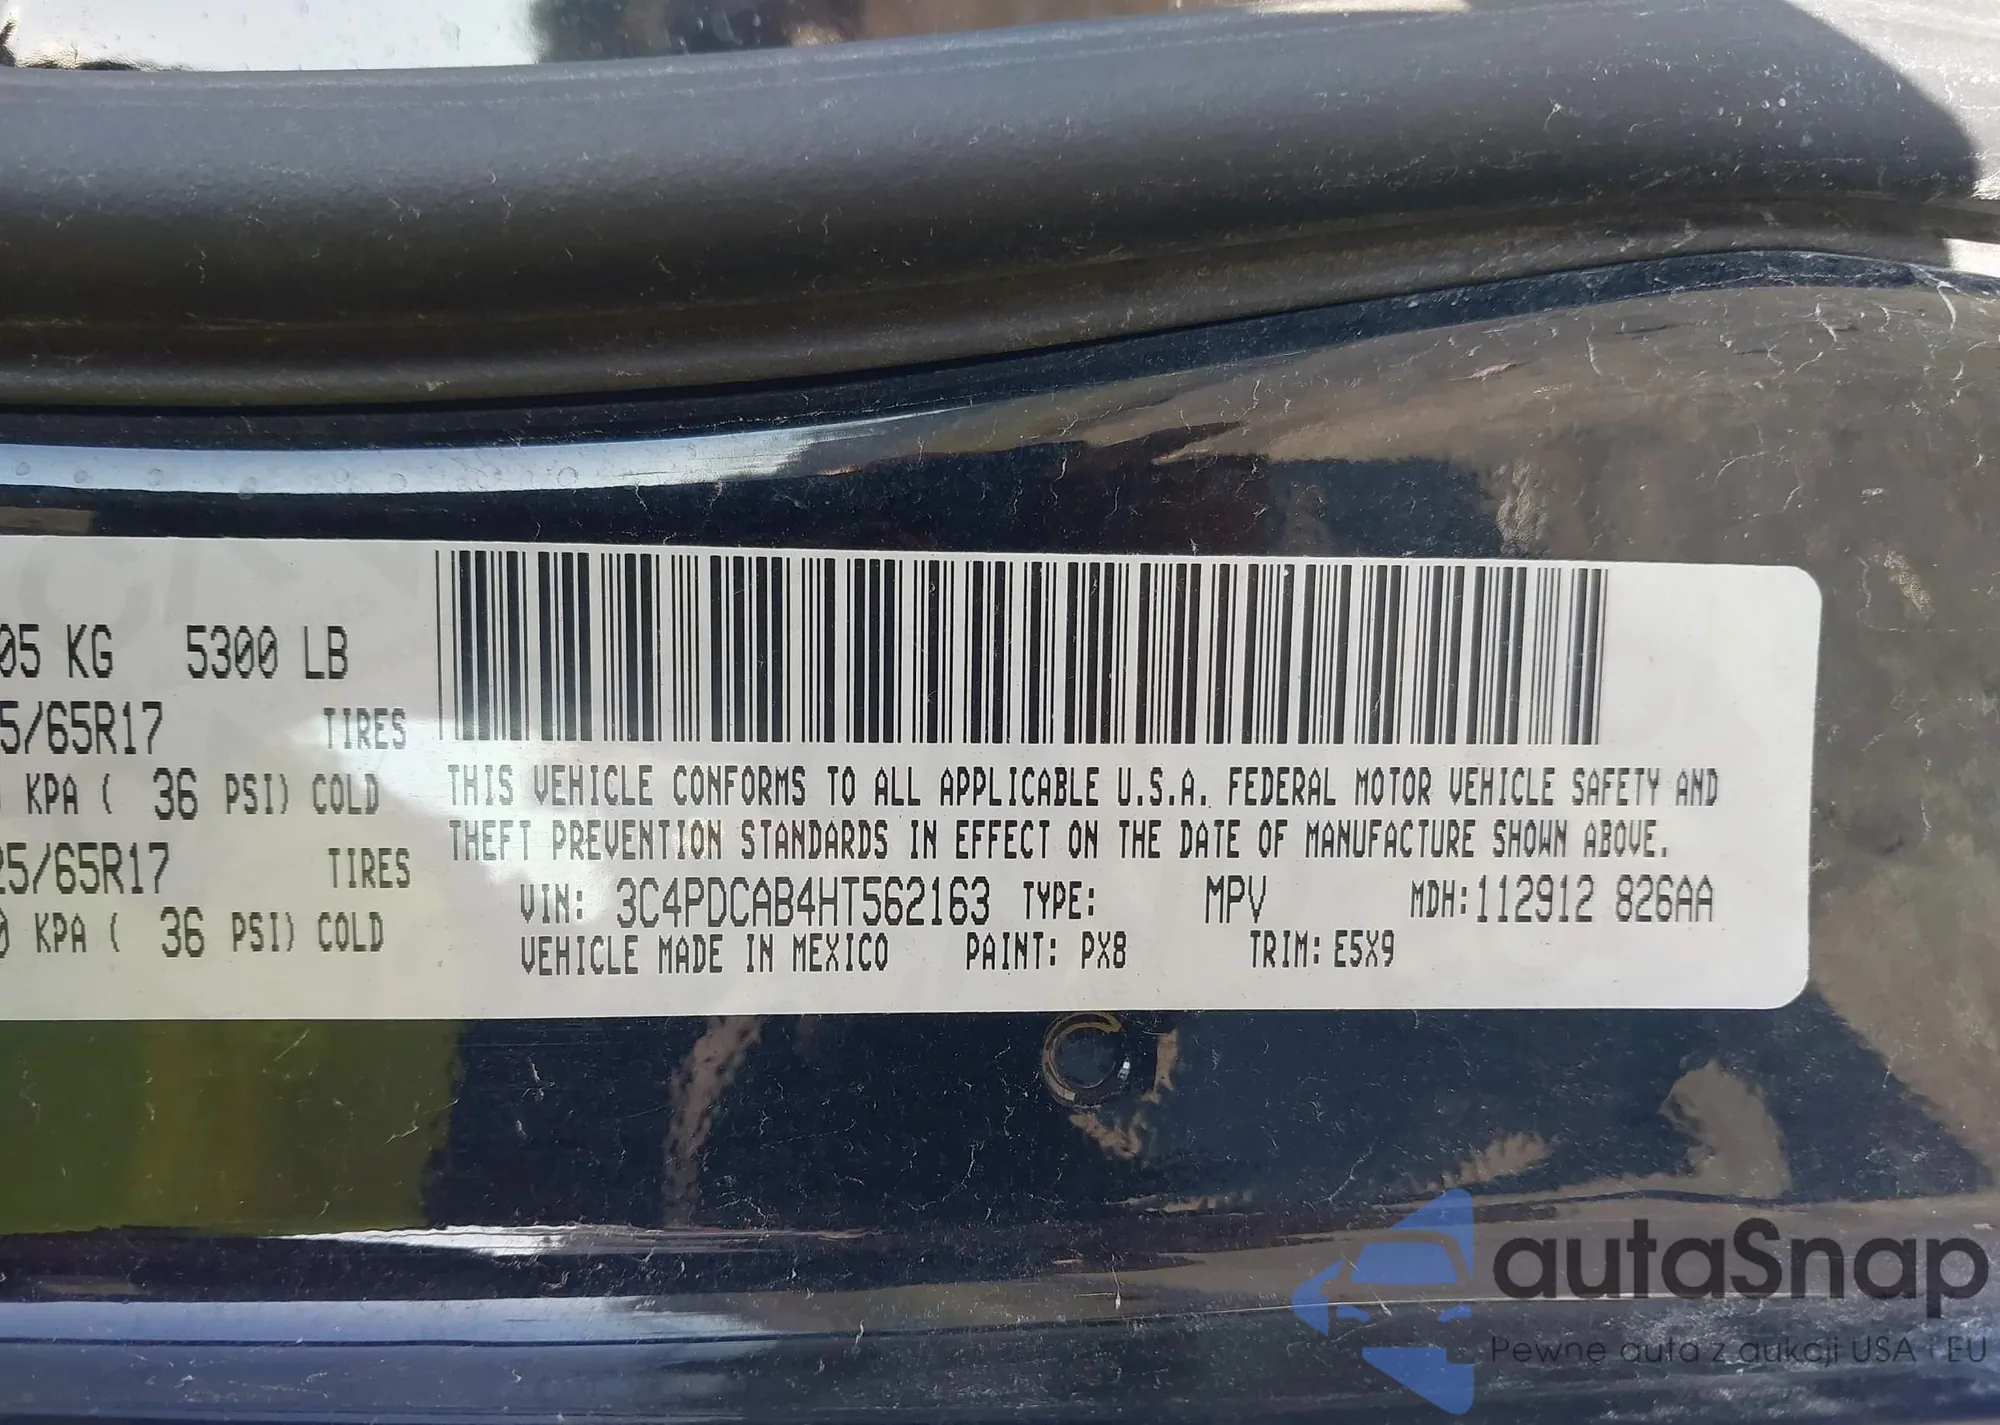 05 KG 5300 LB
5/65R17 TIRES
KPA ( 36 PSI) COLD
25/65R17 TIRES
0 KPA ( 36 PSI) COLD
THIS VEHICLE CONFORMS TO ALL APPLICABLE U.S.A. FEDERAL MOTOR VEHICLE SAFETY AND
THEFT PREVENTION STANDARDS IN EFFECT ON THE DATE OF MANUFACTURE SHOWN ABOVE.
VIN: 3C4PDCAB4HT562163 TYPE: MPV MDH: 112912 826AA
VEHICLE MADE IN MEXICO PAINT: PX8 TRIM: E5X9
autaSnap
Pewne auta z aukcji USA i EU